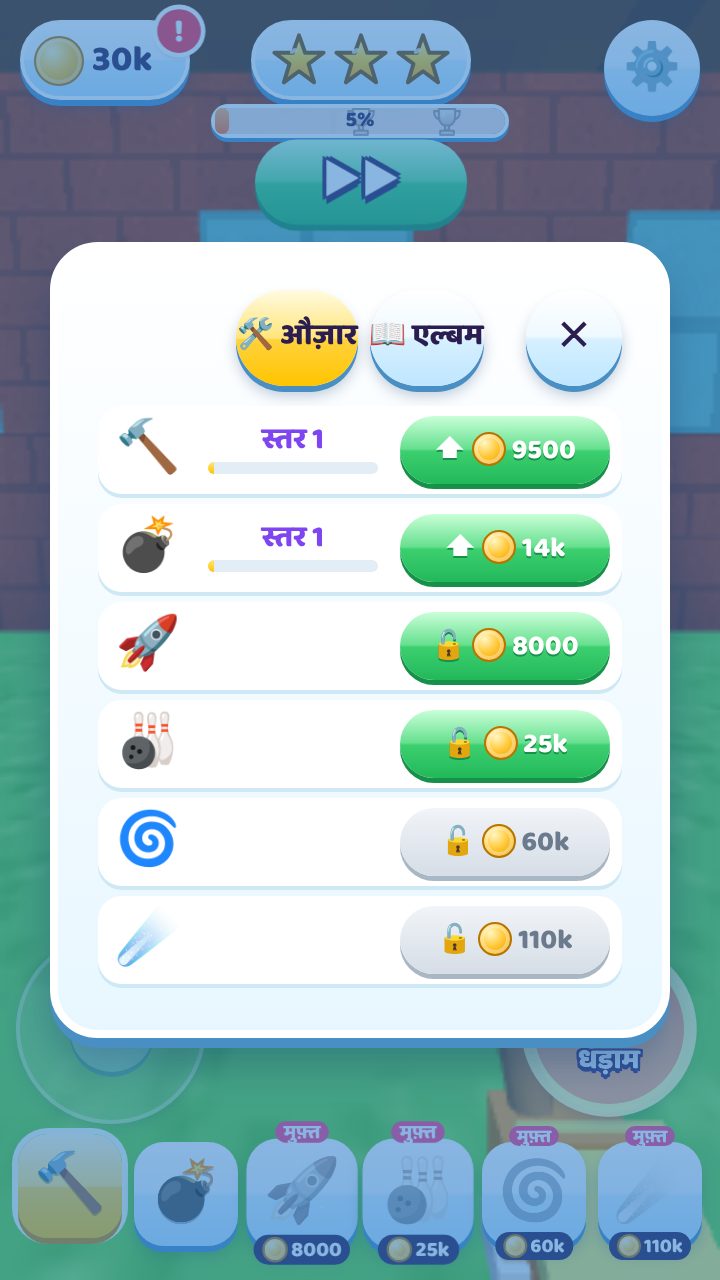 30k
!
5%
🛠️ औज़ार
📖 एल्बम
✕
स्तर 1
9500
स्तर 1
14k
8000
25k
60k
110k
धड़ाम
मुफ़्त
मुफ़्त
मुफ़्त
मुफ़्त
8000
25k
60k
110k